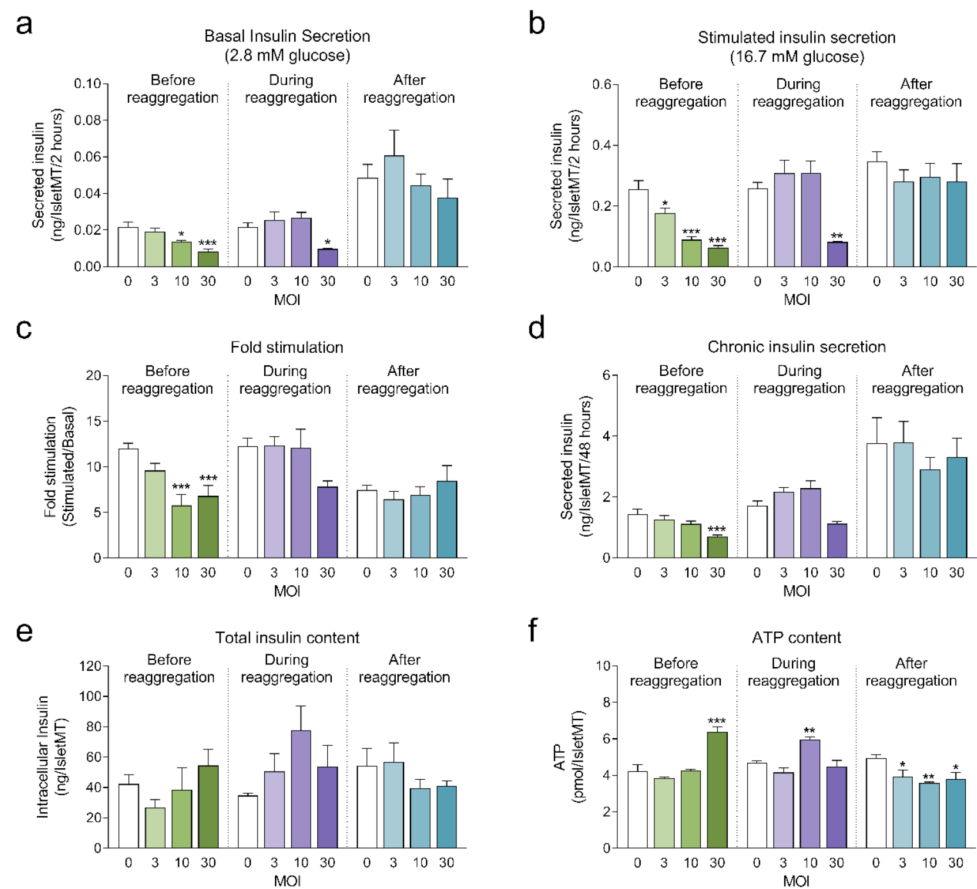 a
Basal Insulin Secretion
(2.8 mM glucose)
Before
reaggregation
During
reaggregation
After
reaggregation
Secreted insulin
(ng/IsletMT/2 hours)
0.10
0.08
0.06
0.04
0.02
0.00
* *** *
0 3 10 30 0 3 10 30 0 3 10 30
MOI
b
Stimulated insulin secretion
(16.7 mM glucose)
Before
reaggregation
During
reaggregation
After
reaggregation
Secreted insulin
(ng/IsletMT/2 hours)
0.6
0.4
0.2
0.0
* *** *** **
0 3 10 30 0 3 10 30 0 3 10 30
MOI
c
Fold stimulation
Before
reaggregation
During
reaggregation
After
reaggregation
Fold stimulation
(Stimulated/Basal)
20
15
10
5
0
*** ***
0 3 10 30 0 3 10 30 0 3 10 30
MOI
d
Chronic insulin secretion
Before
reaggregation
During
reaggregation
After
reaggregation
Secreted insulin
(ng/IsletMT/48 hours)
6
4
2
0
***
0 3 10 30 0 3 10 30 0 3 10 30
MOI
e
Total insulin content
Before
reaggregation
During
reaggregation
After
reaggregation
Intracellular Insulin
(ng/IsletMT)
120
100
80
60
40
20
0
0 3 10 30 0 3 10 30 0 3 10 30
MOI
f
ATP content
Before
reaggregation
During
reaggregation
After
reaggregation
ATP
(pmol/IsletMT)
10
8
6
4
2
0
*** ** * ** *
0 3 10 30 0 3 10 30 0 3 10 30
MOI